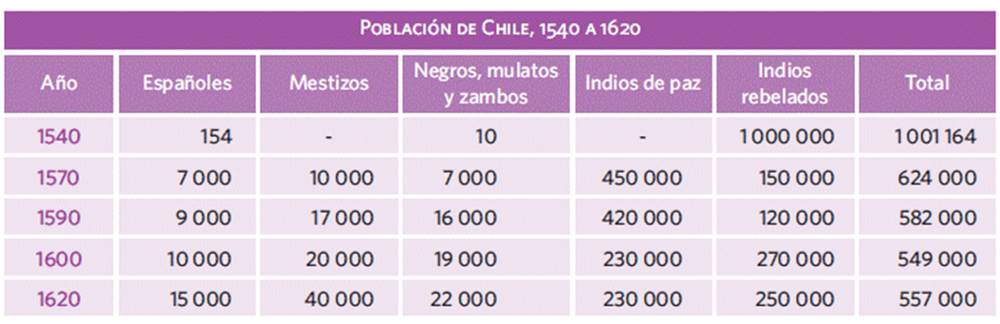 Población de Chile, 1540 a 1620
Año Españoles Mestizos Negros, mulatos y zambos Indios de paz Indios rebelados Total
1540 154 - 10 - 1 000 000 1 001 164
1570 7 000 10 000 7 000 450 000 150 000 624 000
1590 9 000 17 000 16 000 420 000 120 000 582 000
1600 10 000 20 000 19 000 230 000 270 000 549 000
1620 15 000 40 000 22 000 230 000 250 000 557 000